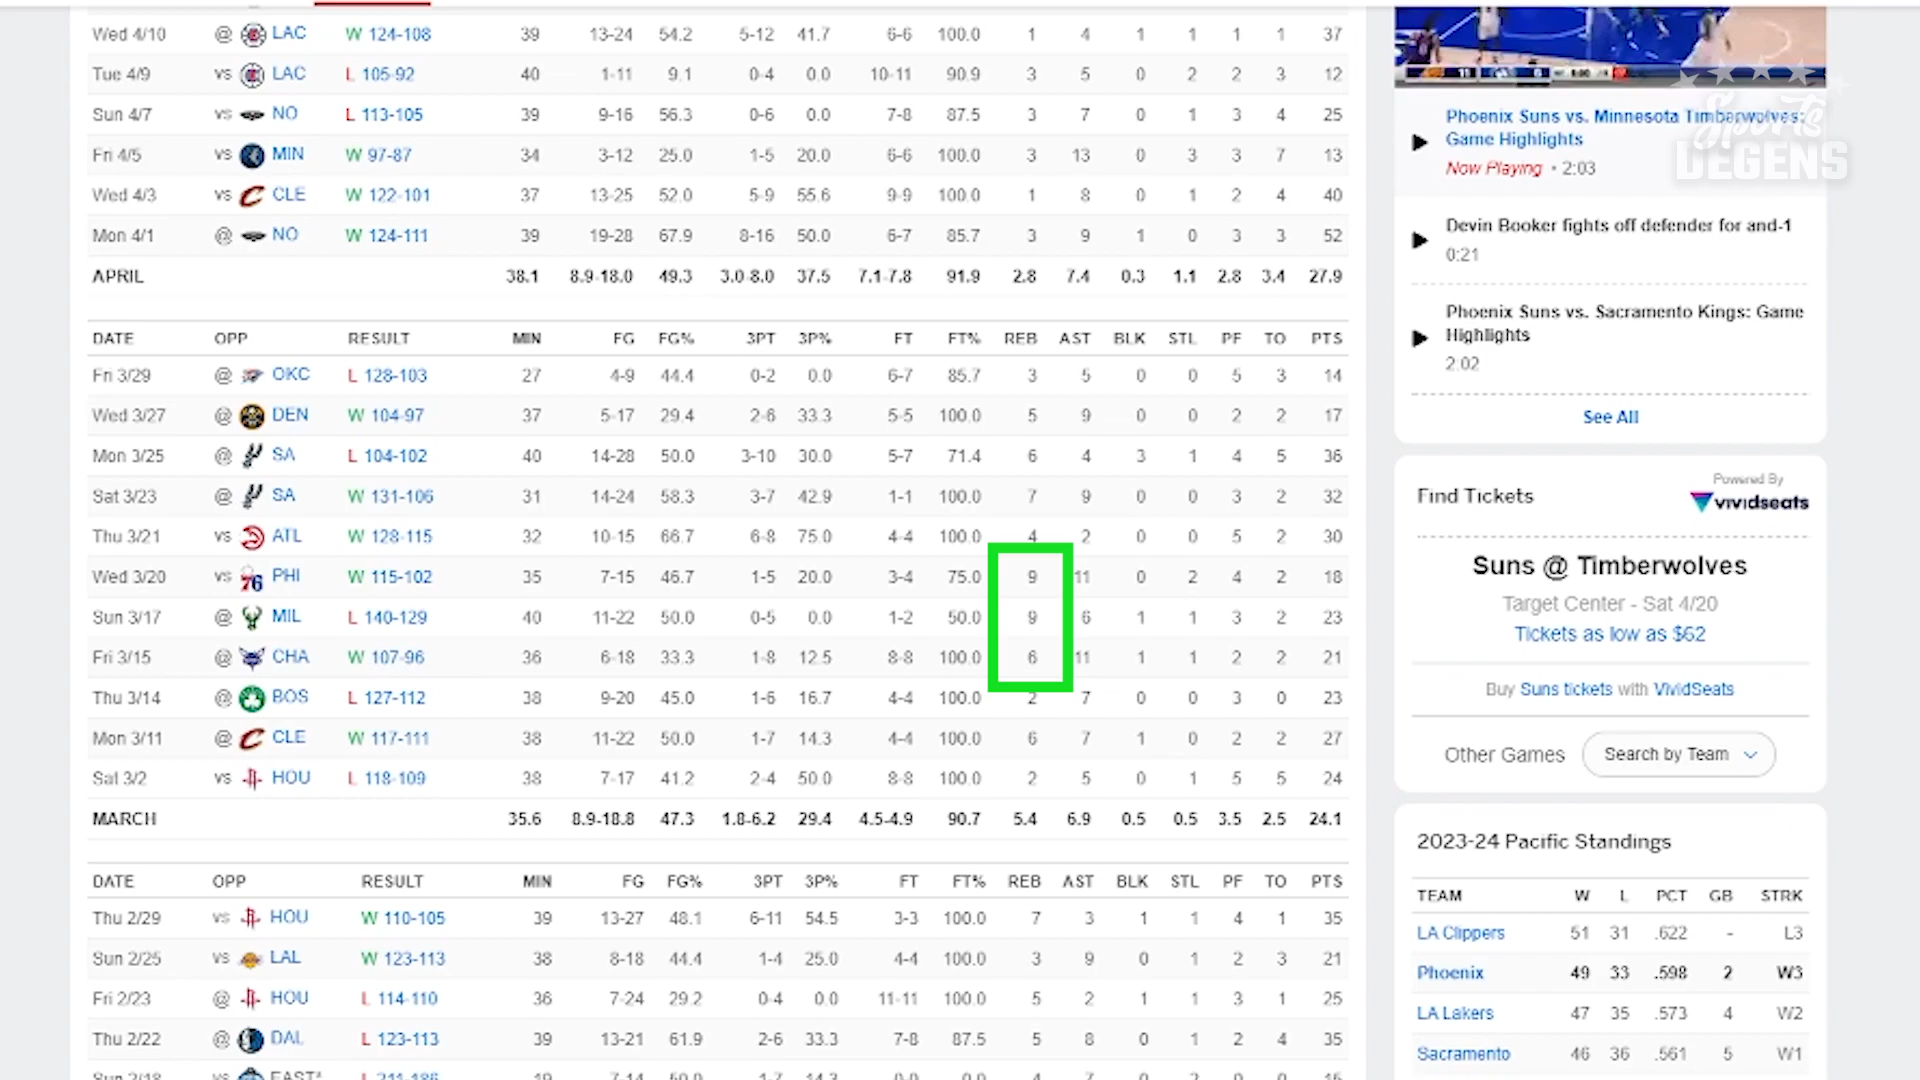 Wed 4/10 @ LAC W 124-108 39 13-24 54.2 5-12 41.7 6-6 100.0 1 4 1 1 1 1 37
Tue 4/9 vs LAC L 105-92 40 1-11 9.1 0-4 0.0 10-11 90.9 3 5 0 2 2 3 12
Sun 4/7 vs NO L 113-105 39 9-16 56.3 0-6 0.0 7-8 87.5 3 7 0 1 3 4 25
Fri 4/5 vs MIN W 97-87 34 3-12 25.0 1-5 20.0 6-6 100.0 3 13 0 3 3 7 13
Wed 4/3 vs CLE W 122-101 37 13-25 52.0 5-9 55.6 9-9 100.0 1 8 0 1 2 4 40
Mon 4/1 @ NO W 124-111 39 19-28 67.9 8-16 50.0 6-7 85.7 3 9 1 0 3 3 52
APRIL 38.1 8.9-18.0 49.3 3.0-8.0 37.5 7.1-7.8 91.9 2.8 7.4 0.3 1.1 2.8 3.4 27.9
DATE OPP RESULT MIN FG FG% 3PT 3P% FT FT% REB AST BLK STL PF TO PTS
Fri 3/29 @ OKC L 128-103 27 4-9 44.4 0-2 0.0 6-7 85.7 3 5 0 0 5 3 14
Wed 3/27 @ DEN W 104-97 37 5-17 29.4 2-6 33.3 5-5 100.0 5 9 0 0 2 2 17
Mon 3/25 @ SA L 104-102 40 14-28 50.0 3-10 30.0 5-7 71.4 6 4 3 1 4 5 36
Sat 3/23 @ SA W 131-106 31 14-24 58.3 3-7 42.9 1-1 100.0 7 9 0 0 3 2 32
Thu 3/21 vs ATL W 128-115 32 10-15 66.7 6-8 75.0 4-4 100.0 4 2 0 0 5 2 30
Wed 3/20 vs 76 PHI W 115-102 35 7-15 46.7 1-5 20.0 3-4 75.0 9 11 0 2 4 2 18
Sun 3/17 @ MIL L 140-129 40 11-22 50.0 0-5 0.0 1-2 50.0 9 6 1 1 3 2 23
Fri 3/15 @ CHA W 107-96 36 6-18 33.3 1-8 12.5 8-8 100.0 6 11 1 1 2 2 21
Thu 3/14 @ BOS L 127-112 38 9-20 45.0 1-6 16.7 4-4 100.0 2 7 0 0 3 0 23
Mon 3/11 @ CLE W 117-111 38 11-22 50.0 1-7 14.3 4-4 100.0 6 7 1 0 2 2 27
Sat 3/2 vs HOU L 118-109 38 7-17 41.2 2-4 50.0 8-8 100.0 2 5 0 1 5 5 24
MARCH 35.6 8.9-18.8 47.3 1.8-6.2 29.4 4.5-4.9 90.7 5.4 6.9 0.5 0.5 3.5 2.5 24.1
DATE OPP RESULT MIN FG FG% 3PT 3P% FT FT% REB AST BLK STL PF TO PTS
Thu 2/29 vs HOU W 110-105 39 13-27 48.1 6-11 54.5 3-3 100.0 7 3 1 1 4 1 35
Sun 2/25 vs LAL W 123-113 38 8-18 44.4 1-4 25.0 4-4 100.0 3 9 0 1 2 3 21
Fri 2/23 @ HOU L 114-110 36 7-24 29.2 0-4 0.0 11-11 100.0 5 2 1 1 3 1 25
Thu 2/22 @ DAL L 123-113 39 13-21 61.9 2-6 33.3 7-8 87.5 5 8 0 1 2 4 35
Sports
DEGENS
Phoenix Suns vs. Minnesota Timberwolves:
Game Highlights
Now Playing • 2:03
Devin Booker fights off defender for and-1
0:21
Phoenix Suns vs. Sacramento Kings: Game
Highlights
2:02
See All
Find Tickets
Powered By
vividseats
Suns @ Timberwolves
Target Center - Sat 4/20
Tickets as low as $62
Buy Suns tickets with VividSeats
Other Games Search by Team
2023-24 Pacific Standings
TEAM W L PCT GB STRK
LA Clippers 51 31 .622 - L3
Phoenix 49 33 .598 2 W3
LA Lakers 47 35 .573 4 W2
Sacramento 46 36 .561 5 W1